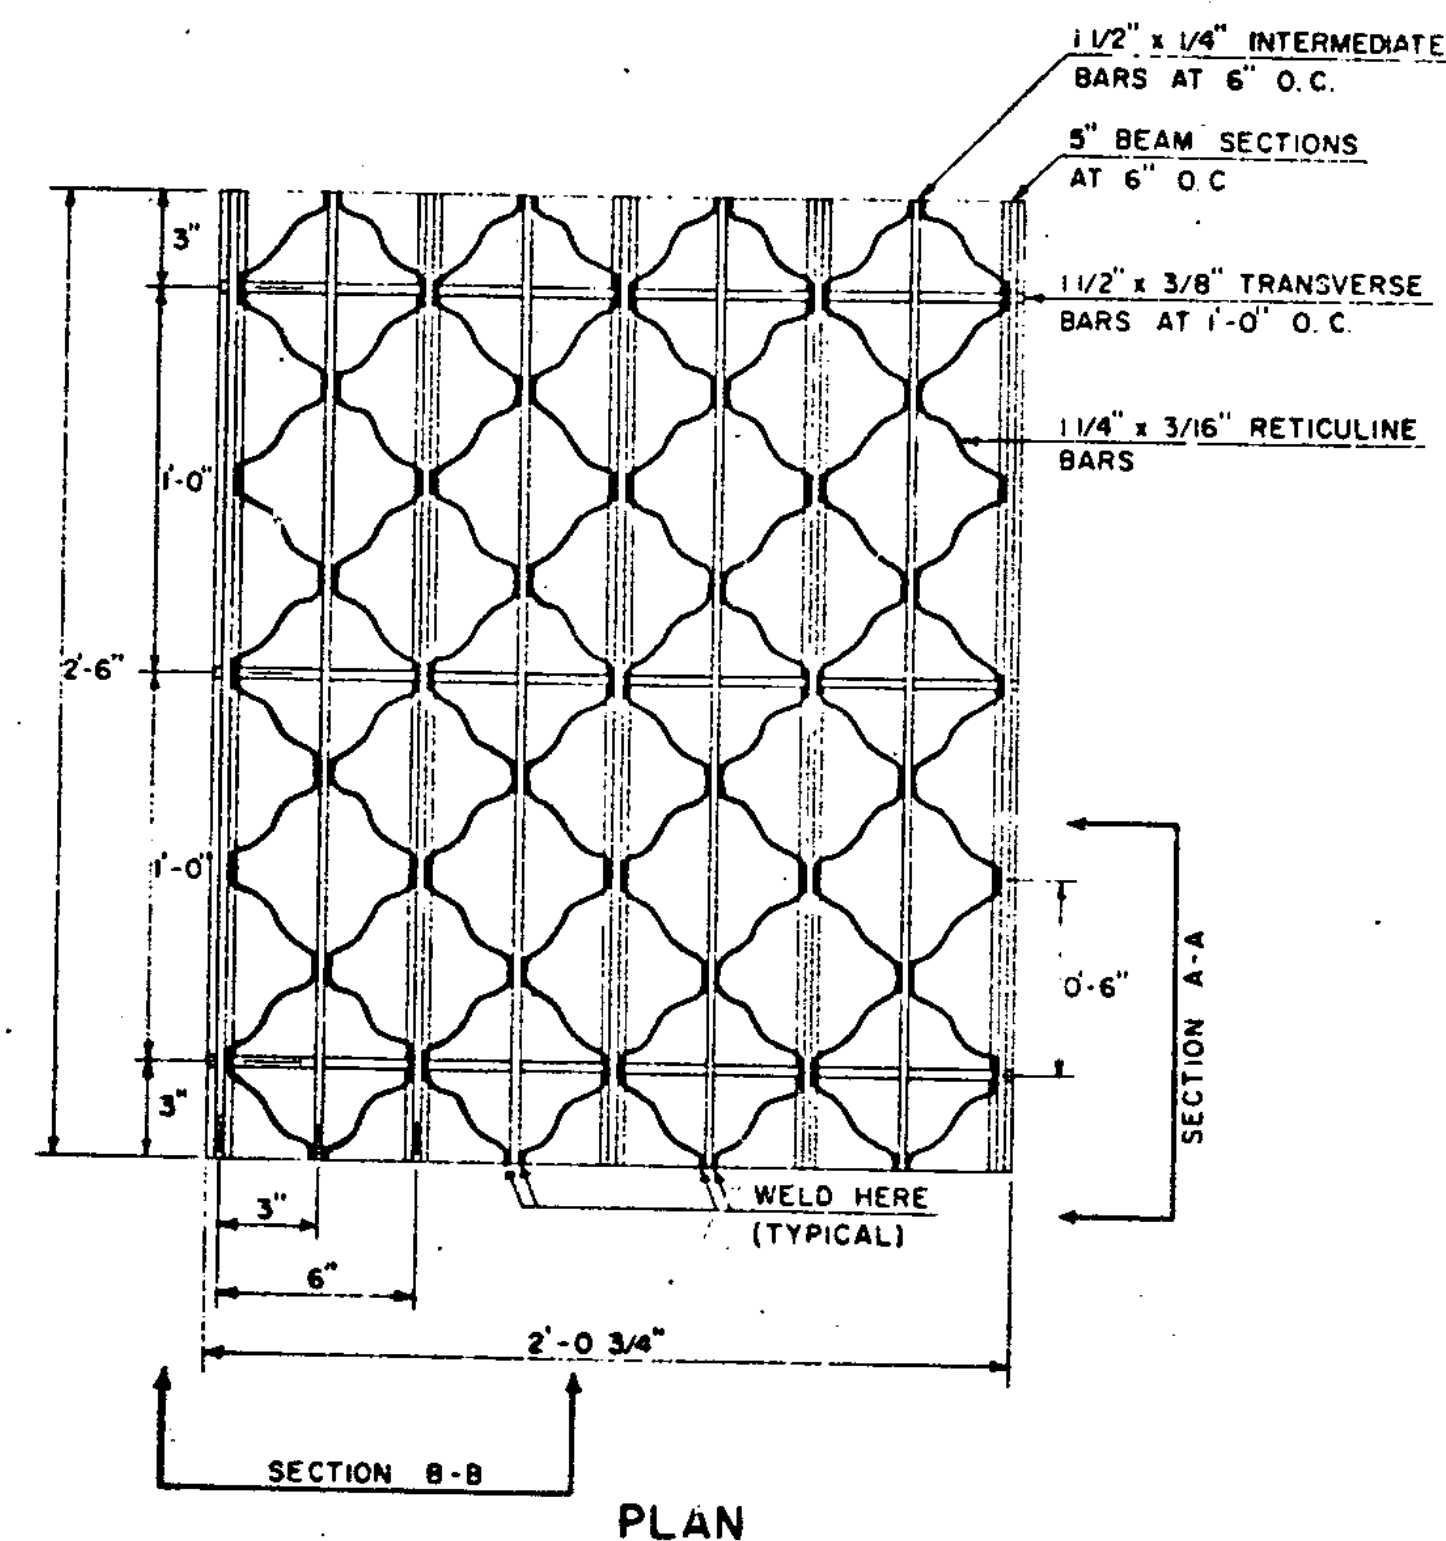 1 1/2" x 1/4" INTERMEDIATE
BARS AT 6" O.C.
5" BEAM SECTIONS
AT 6" O.C
3"
1 1/2" x 3/8" TRANSVERSE
BARS AT 1'-0" O.C.
1 1/4" x 3/16" RETICULINE
BARS
1'-0"
2'-6"
1'-0"
0'-6"
SECTION A-A
3"
WELD HERE
(TYPICAL)
3"
6"
2'-0 3/4"
SECTION B-B
PLAN